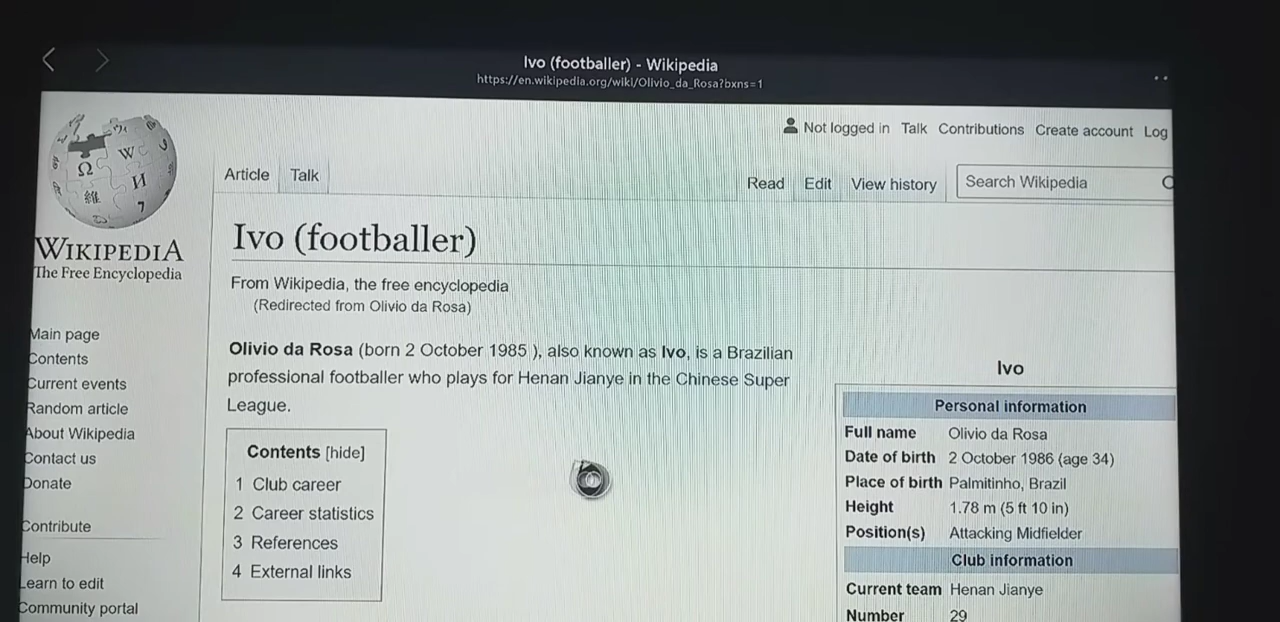 Ivo (footballer) - Wikipedia
https://en.wikipedia.org/wiki/Olivio_da_Rosa?bxns=1
Not logged in Talk Contributions Create account Log
Article Talk
Read Edit View history Search Wikipedia
WIKIPEDIA
The Free Encyclopedia
Ivo (footballer)
From Wikipedia, the free encyclopedia
(Redirected from Olivio da Rosa)
Main page
Contents
Current events
Random article
About Wikipedia
Contact us
Donate
Contribute
Help
Learn to edit
Community portal
Olivio da Rosa (born 2 October 1985 ), also known as Ivo, is a Brazilian
professional footballer who plays for Henan Jianye in the Chinese Super
League.
Contents [hide]
1 Club career
2 Career statistics
3 References
4 External links
Ivo
Personal information
Full name Olivio da Rosa
Date of birth 2 October 1986 (age 34)
Place of birth Palmitinho, Brazil
Height 1.78 m (5 ft 10 in)
Position(s) Attacking Midfielder
Club information
Current team Henan Jianye
Number 29